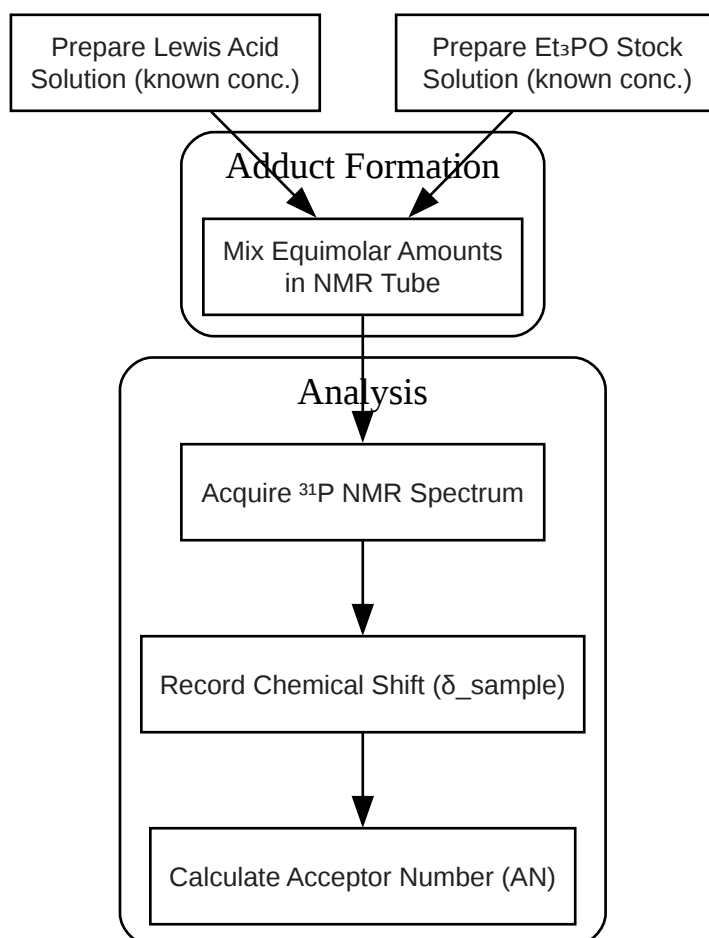 Prepare Lewis Acid
Solution (known conc.)
Prepare Et₃PO Stock
Solution (known conc.)
Adduct Formation
Mix Equimolar Amounts
in NMR Tube
Analysis
Acquire ³¹P NMR Spectrum
Record Chemical Shift (δ_sample)
Calculate Acceptor Number (AN)